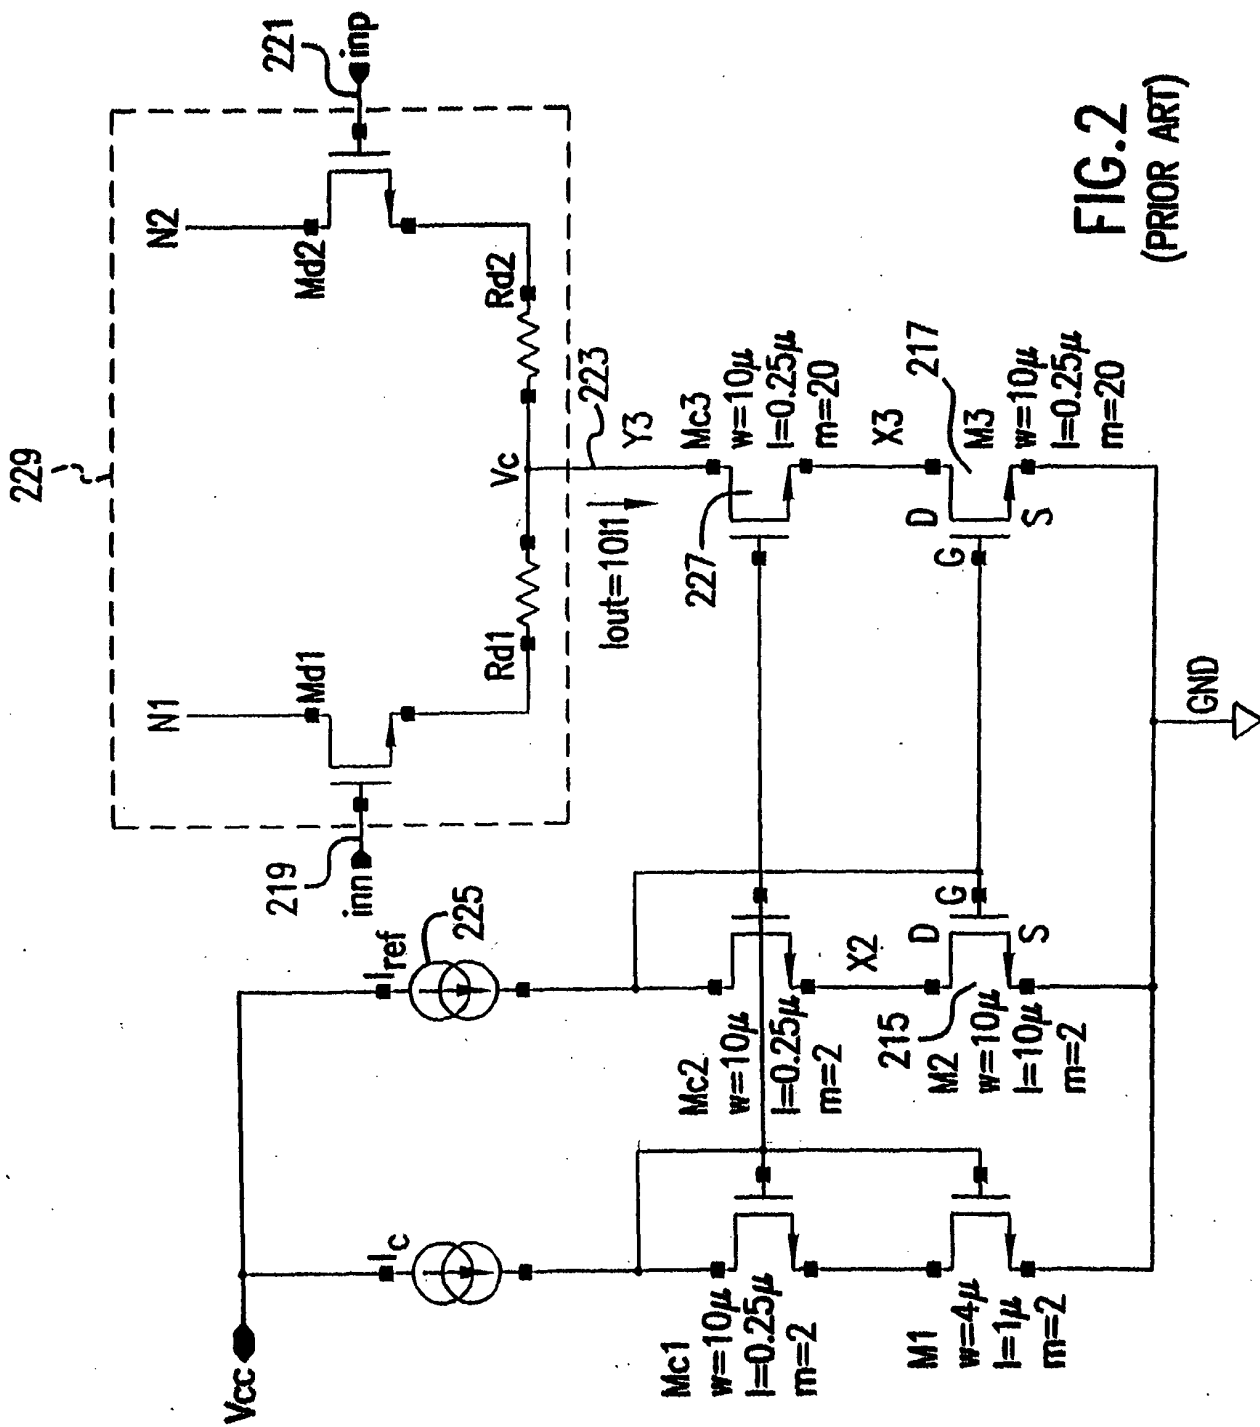 229
N1
N2
Md1
Md2
219
inn
221
inp
Rd1
Vc
Rd2
Vcc
Ic
Iref
225
Iout=10I1
223
Y3
Mc1
w=10µ
l=0.25µ
m=2
Mc2
w=10µ
l=0.25µ
m=2
227
Mc3
w=10µ
l=0.25µ
m=20
X2
X3
M1
w=4µ
l=1µ
m=2
215
M2
w=10µ
l=10µ
m=2
D
G
S
D
G
S
217
M3
w=10µ
l=0.25µ
m=20
GND
FIG.2
(PRIOR ART)